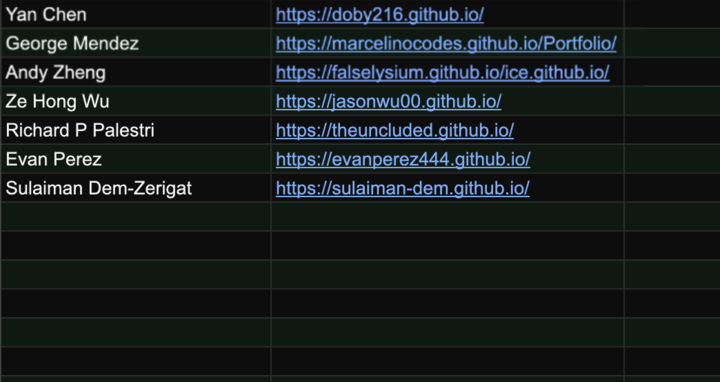 Yan Chen https://doby216.github.io/
George Mendez https://marcelinocodes.github.io/Portfolio/
Andy Zheng https://falselysium.github.io/ice.github.io/
Ze Hong Wu https://jasonwu00.github.io/
Richard P Palestri https://theuncluded.github.io/
Evan Perez https://evanperez444.github.io/
Sulaiman Dem-Zerigat https://sulaiman-dem.github.io/